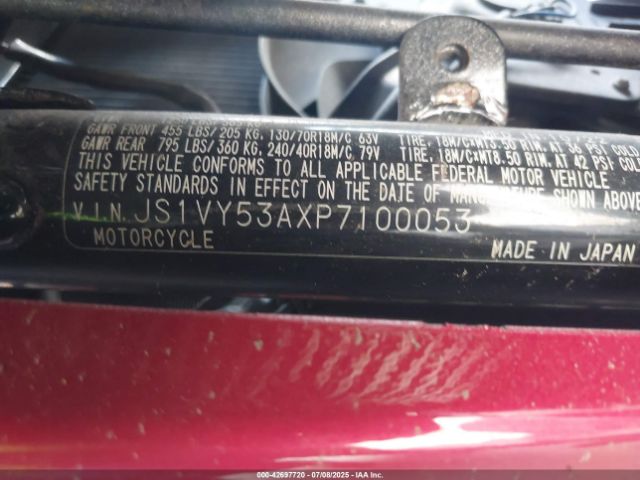 GAWR FRONT 455 LBS/ 205 KG, 130/70R18M/C 63V TIRE, 18M/C×MT3.50 RIM, AT 36 PSI COLD
GAWR REAR 795 LBS/ 360 KG, 240/40R18M/C 79V TIRE, 18M/C×MT8.50 RIM, AT 42 PSI COLD
THIS VEHICLE CONFORMS TO ALL APPLICABLE FEDERAL MOTOR VEHICLE
SAFETY STANDARDS IN EFFECT ON THE DATE OF MANUFACTURE SHOWN ABOVE
V.I.N. JS1VY53AXP7100053
MOTORCYCLE MADE IN JAPAN
000-42697720 - 07/08/2025 - IAA Inc.